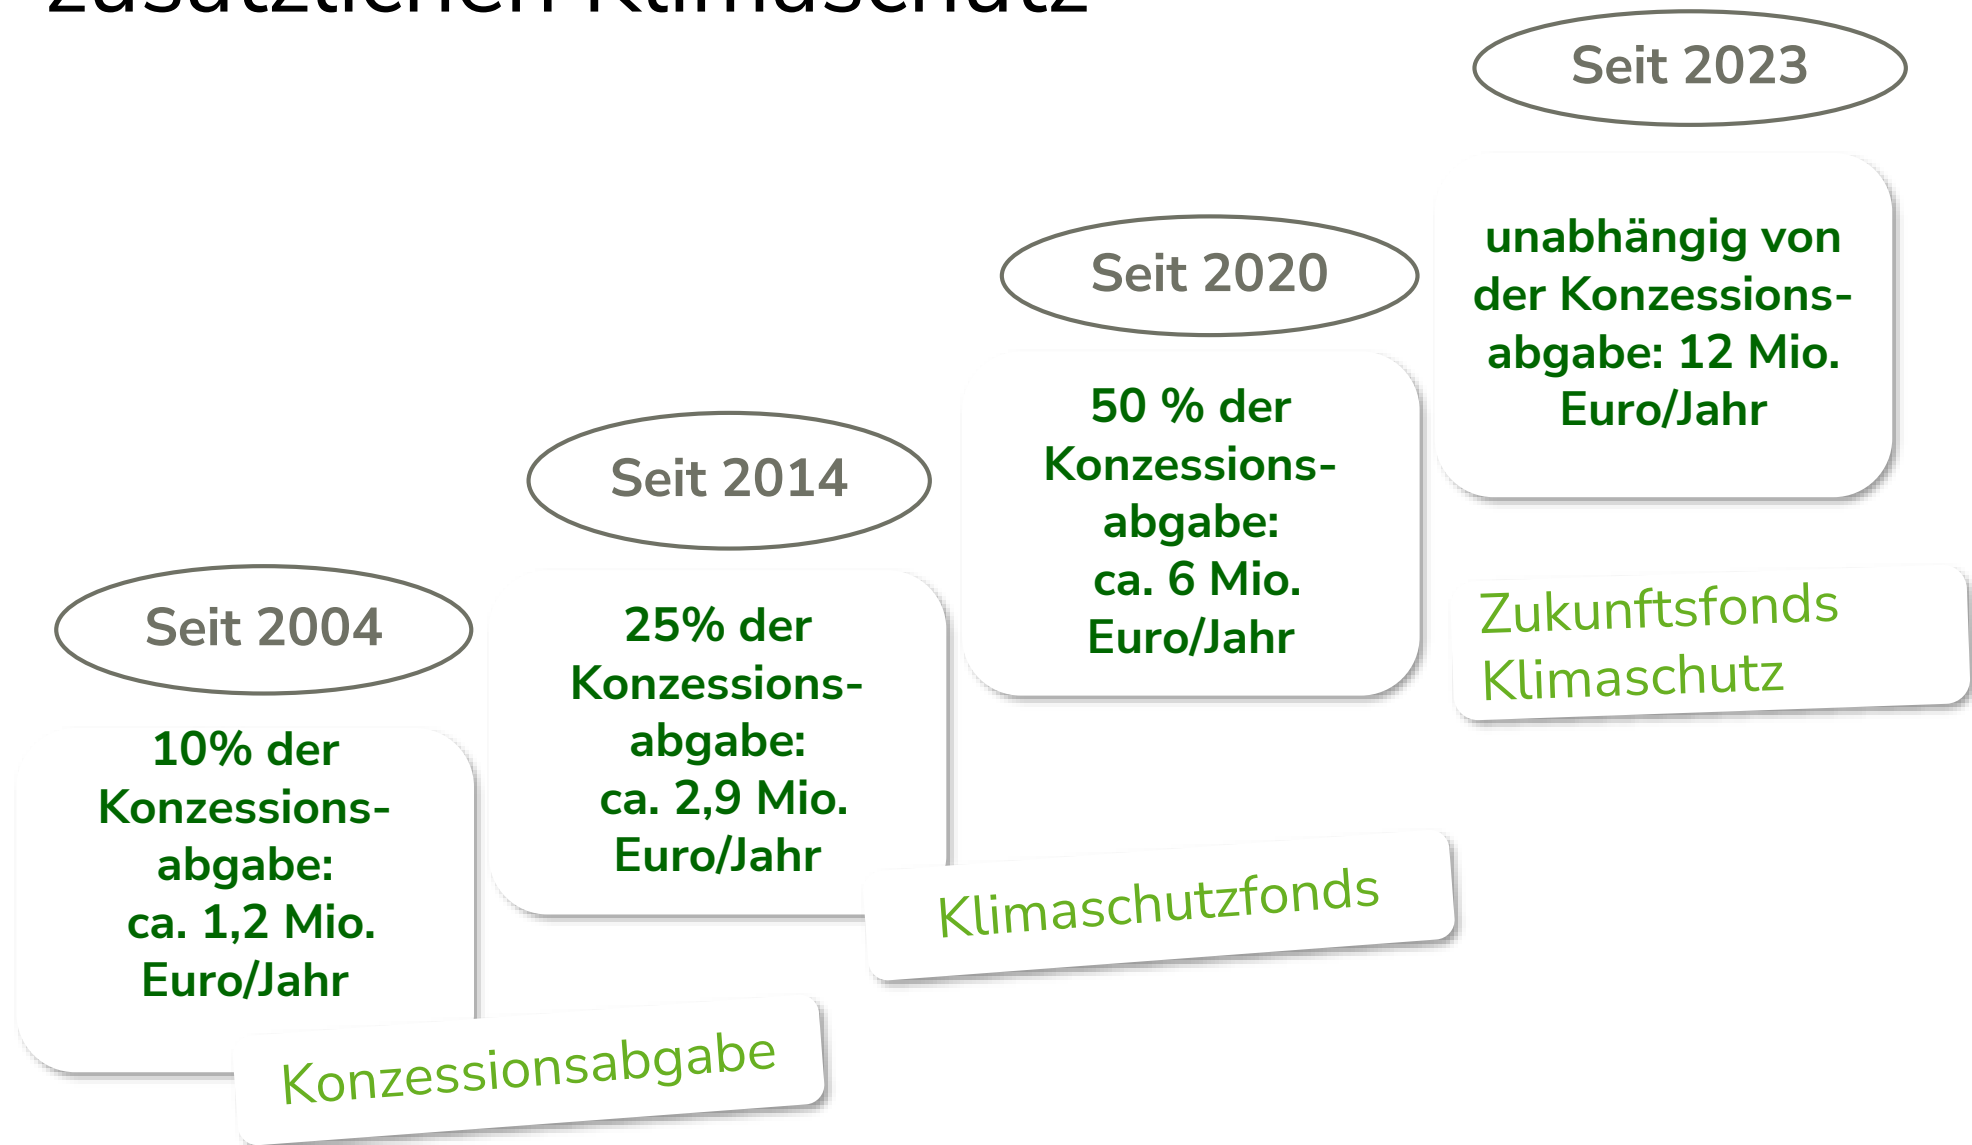 zusätzlichen Klimaschutz
Seit 2004
10% der
Konzessions-
abgabe:
ca. 1,2 Mio.
Euro/Jahr
Konzessionsabgabe
Seit 2014
25% der
Konzessions-
abgabe:
ca. 2,9 Mio.
Euro/Jahr
Klimaschutzfonds
Seit 2020
50 % der
Konzessions-
abgabe:
ca. 6 Mio.
Euro/Jahr
Seit 2023
unabhängig von
der Konzessions-
abgabe: 12 Mio.
Euro/Jahr
Zukunftsfonds
Klimaschutz